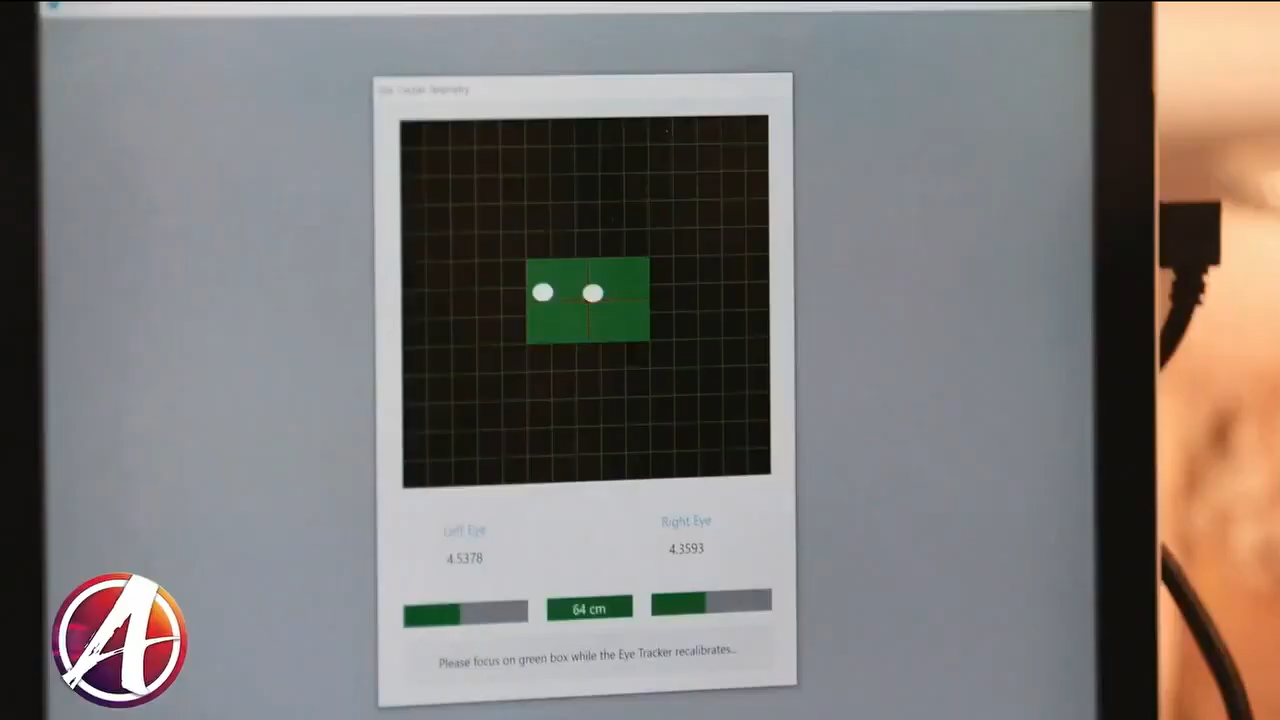 Left Eye
Right Eye
4.5378
4.3593
64 cm
Please focus on green box while the Eye Tracker recalibrates...